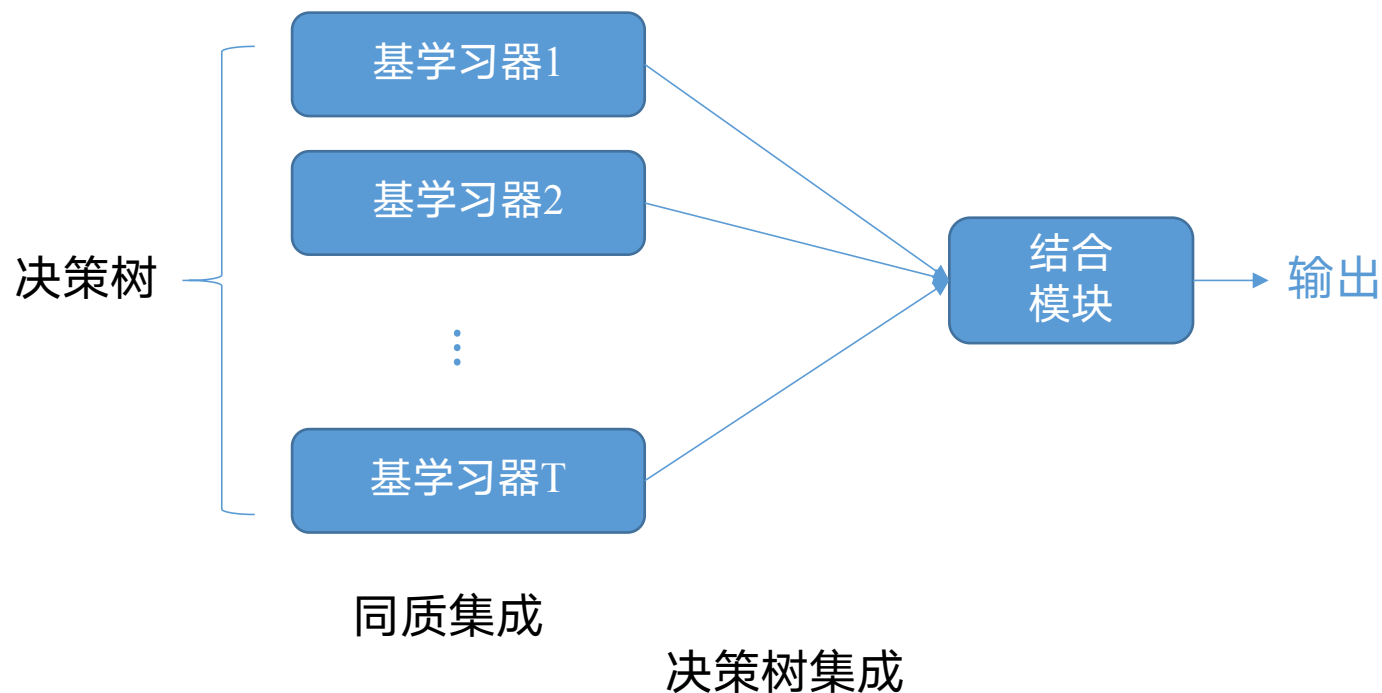 基学习器1
基学习器2
决策树
结合
模块
输出
基学习器T
同质集成
决策树集成